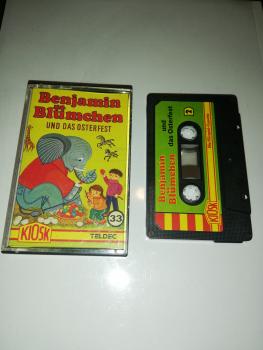 Benjamin
Blümchen
UND DAS OSTERFEST
33
KIOSK
TELDEC
Benjamin
Blümchen
und
das Osterfest
2
KIOSK